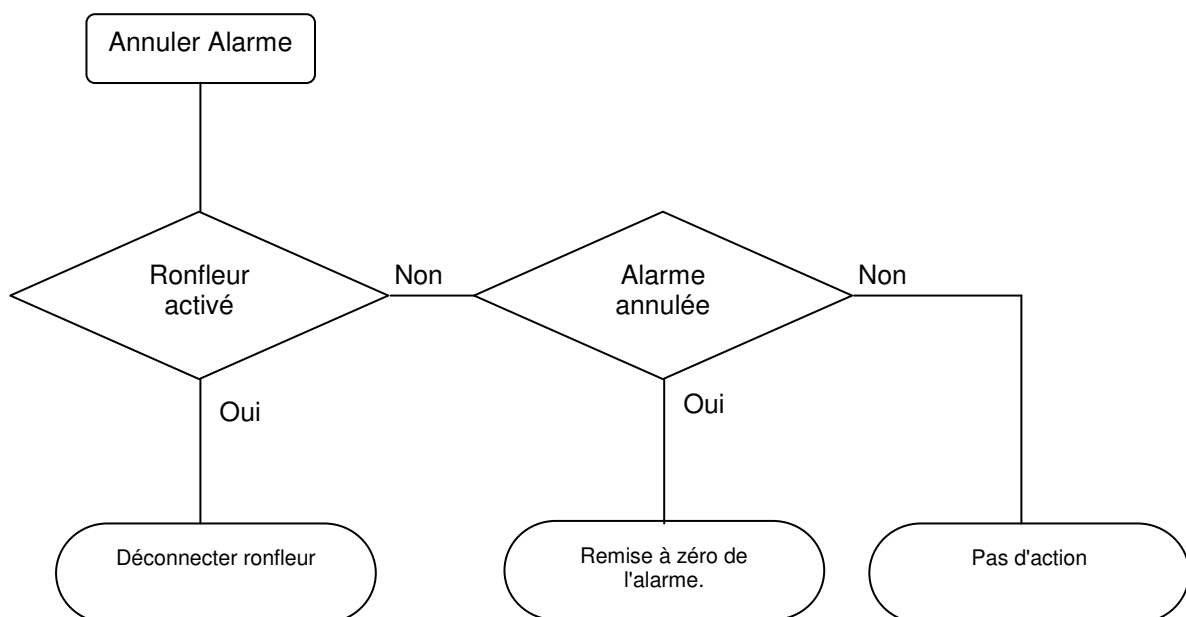 Annuler Alarme
Ronfleur
activé
Non
Alarme
annulée
Non
Oui
Oui
Déconnecter ronfleur
Remise à zéro de
l'alarme.
Pas d'action